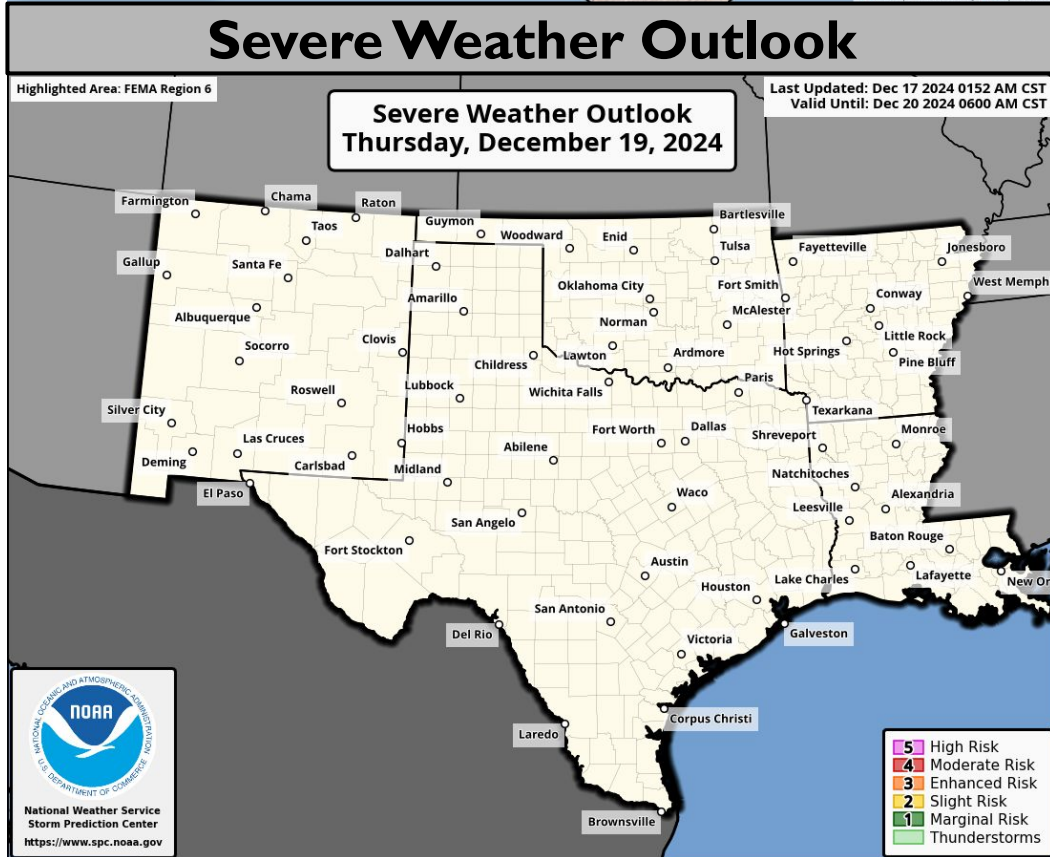 Severe Weather Outlook
Highlighted Area: FEMA Region 6
Last Updated: Dec 17 2024 0152 AM CST
Valid Until: Dec 20 2024 0600 AM CST
Severe Weather Outlook
Thursday, December 19, 2024
Farmington
Chama
Raton
Taos
Guymon
Woodward
Enid
Bartlesville
Tulsa
Fayetteville
Jonesboro
Gallup
Santa Fe
Dalhart
Oklahoma City
Fort Smith
West Memph
Albuquerque
Amarillo
Norman
McAlester
Conway
Socorro
Clovis
Childress
Lawton
Ardmore
Hot Springs
Little Rock
Pine Bluff
Roswell
Lubbock
Wichita Falls
Paris
Texarkana
Silver City
Las Cruces
Hobbs
Abilene
Fort Worth
Dallas
Shreveport
Monroe
Deming
Carlsbad
Midland
Natchitoches
El Paso
San Angelo
Waco
Leesville
Alexandria
Fort Stockton
Austin
Houston
Lake Charles
Baton Rouge
Lafayette
New Or
San Antonio
Del Rio
Victoria
Galveston
Laredo
Corpus Christi
Brownsville
NATIONAL OCEANIC AND ATMOSPHERIC ADMINISTRATION
NOAA
U.S. DEPARTMENT OF COMMERCE
National Weather Service
Storm Prediction Center
https://www.spc.noaa.gov
5 High Risk
4 Moderate Risk
3 Enhanced Risk
2 Slight Risk
1 Marginal Risk
Thunderstorms